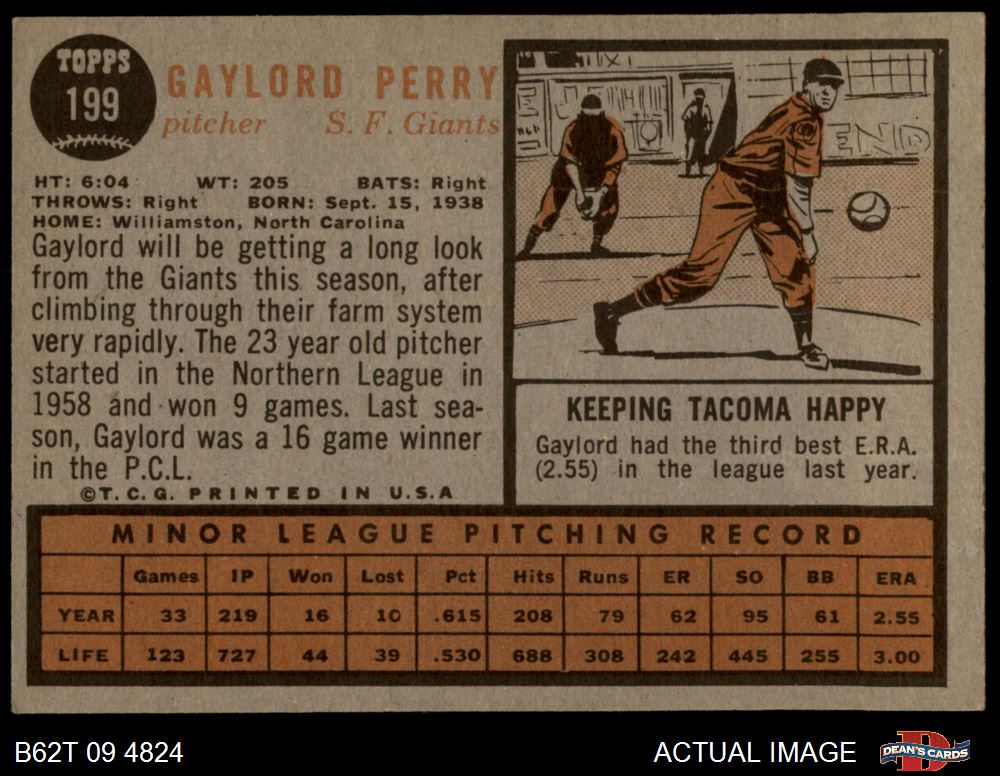 TOPPS
199
GAYLORD PERRY
pitcher S. F. Giants
HT: 6:04 WT: 205 BATS: Right
THROWS: Right BORN: Sept. 15, 1938
HOME: Williamston, North Carolina
Gaylord will be getting a long look
from the Giants this season, after
climbing through their farm system
very rapidly. The 23 year old pitcher
started in the Northern League in
1958 and won 9 games. Last sea-
son, Gaylord was a 16 game winner
in the P.C.L.
©T.C.G. PRINTED IN U.S.A
END
KEEPING TACOMA HAPPY
Gaylord had the third best E.R.A.
(2.55) in the league last year.
MINOR LEAGUE PITCHING RECORD
Games IP Won Lost Pct Hits Runs ER SO BB ERA
YEAR 33 219 16 10 .615 208 79 62 95 61 2.55
LIFE 123 727 44 39 .530 688 308 242 445 255 3.00
B62T 09 4824
ACTUAL IMAGE
DEAN'S CARDS